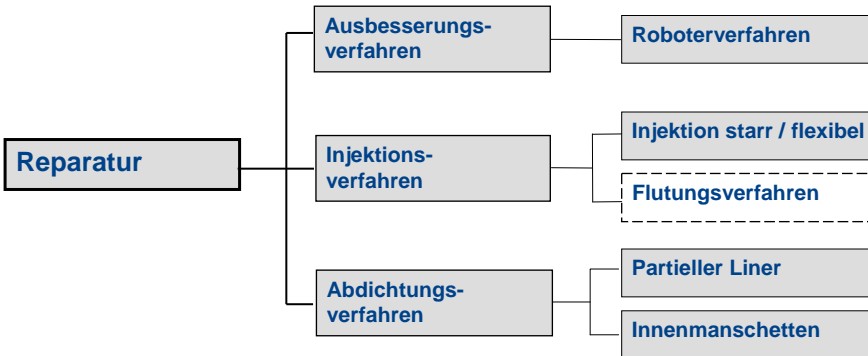 Reparatur
Ausbesserungs-
verfahren
Roboterverfahren
Injektions-
verfahren
Injektion starr / flexibel
Flutungsverfahren
Abdichtungs-
verfahren
Partieller Liner
Innenmanschetten